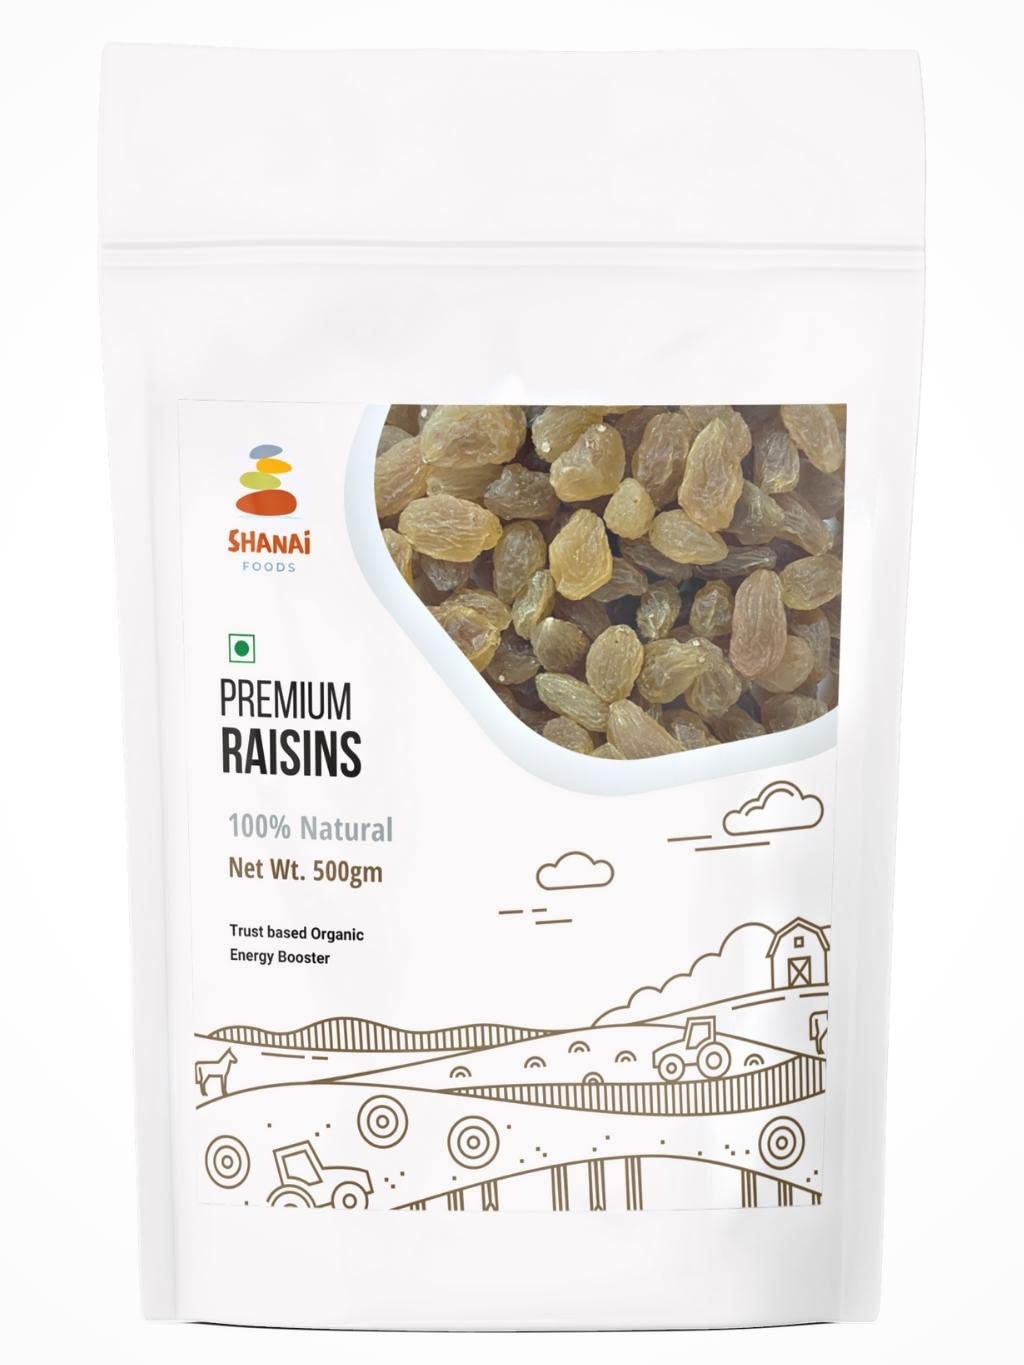 SHANAi
FOODS
PREMIUM
RAISINS
100% Natural
Net Wt. 500gm
Trust based Organic
Energy Booster